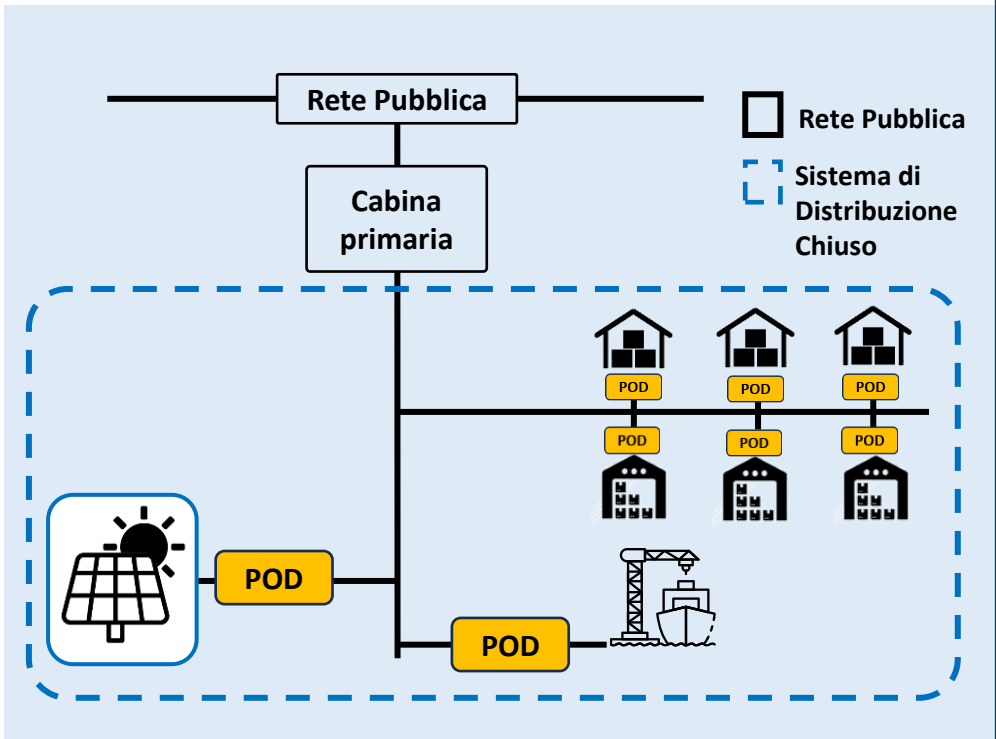 Rete Pubblica
Rete Pubblica
Cabina
primaria
Sistema di
Distribuzione
Chiuso
POD
POD
POD
POD
POD
POD
POD
POD